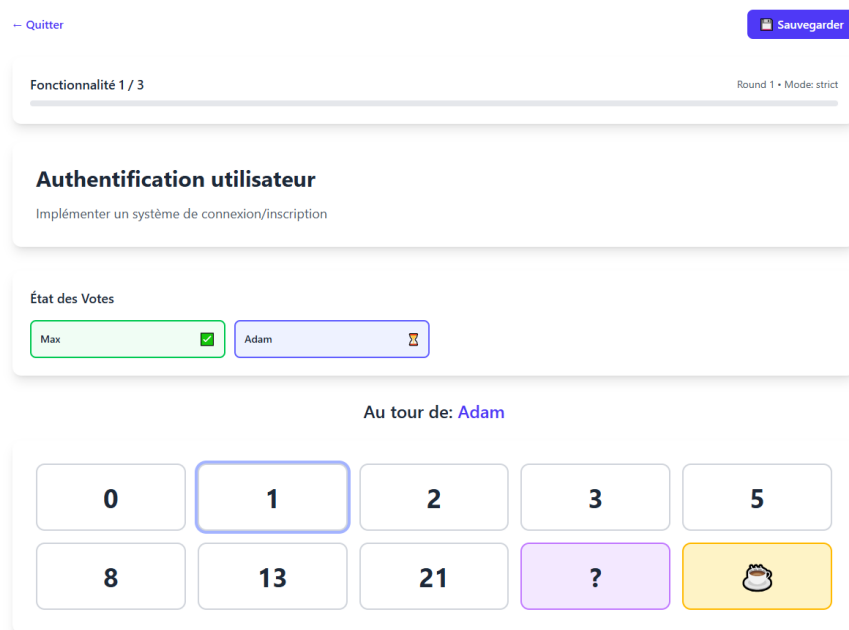 ← Quitter
💾 Sauvegarder
Fonctionnalité 1 / 3
Round 1 • Mode: strict
Authentification utilisateur
Implémenter un système de connexion/inscription
État des Votes
Max ✅
Adam ⏳
Au tour de: Adam
0 1 2 3 5
8 13 21 ? ☕